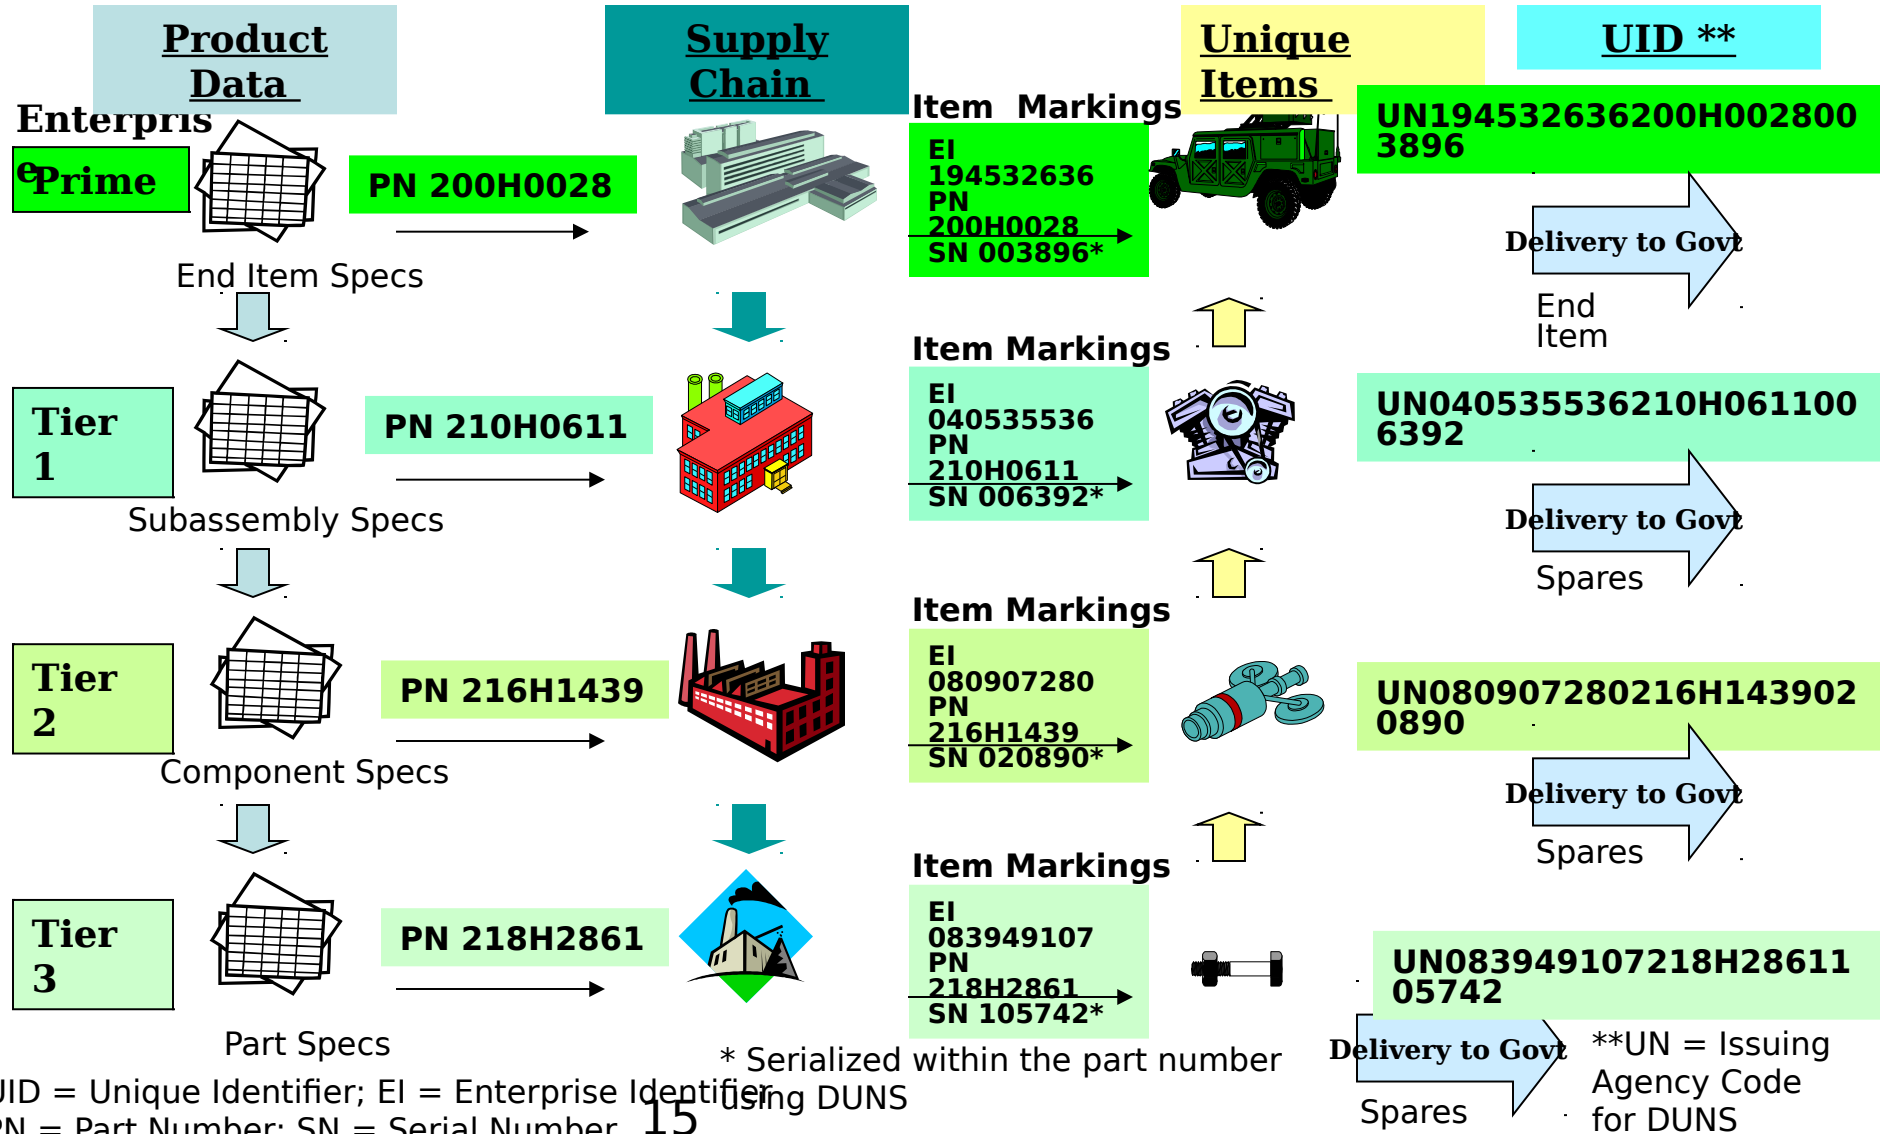 Product
Data
Supply
Chain
Unique
Items
UID **
Enterpris
e
Prime
PN 200H0028
End Item Specs
Item  Markings
EI
194532636
PN
200H0028
SN 003896*
UN194532636200H002800
3896
Delivery to Govt
End
Item
Tier
1
PN 210H0611
Subassembly Specs
Item Markings
EI
040535536
PN
210H0611
SN 006392*
UN040535536210H061100
6392
Delivery to Govt
Spares
Tier
2
PN 216H1439
Component Specs
Item Markings
EI
080907280
PN
216H1439
SN 020890*
UN080907280216H143902
0890
Delivery to Govt
Spares
Tier
3
PN 218H2861
Part Specs
Item Markings
EI
083949107
PN
218H2861
SN 105742*
UN083949107218H28611
05742
Delivery to Govt
Spares
* Serialized within the part number
using DUNS
**UN = Issuing
Agency Code
for DUNS
UID = Unique Identifier; EI = Enterprise Identifier
PN = Part Number; SN = Serial Number
15